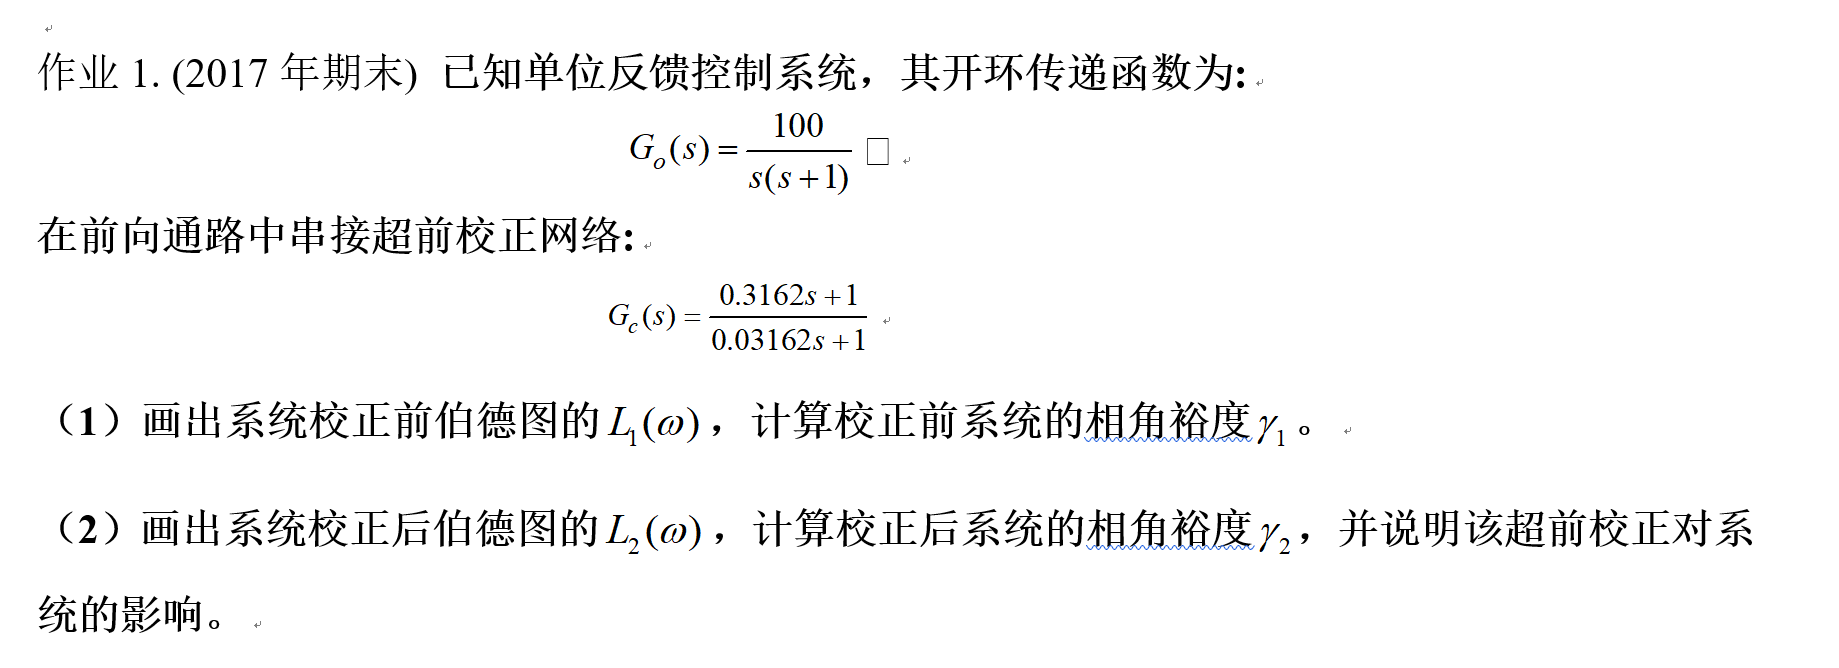 作业 1. (2017 年期末) 已知单位反馈控制系统，其开环传递函数为:
G_o(s) = \frac{100}{s(s+1)}
在前向通路中串接超前校正网络:
G_c(s) = \frac{0.3162s+1}{0.03162s+1}
（1）画出系统校正前伯德图的 L_1(ω)，计算校正前系统的相角裕度 γ_1。
（2）画出系统校正后伯德图的 L_2(ω)，计算校正后系统的相角裕度 γ_2，并说明该超前校正对系
统的影响。